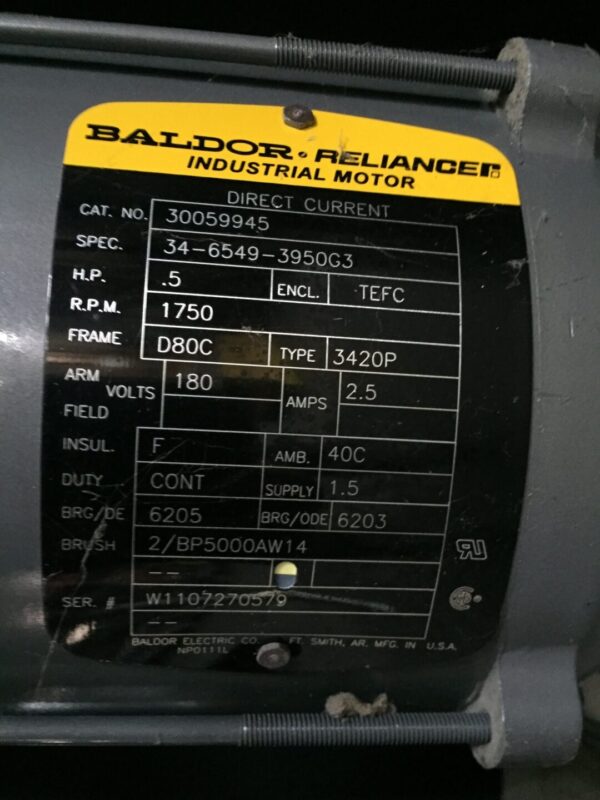 BALDOR • RELIANCER
INDUSTRIAL MOTOR
DIRECT CURRENT
CAT. NO. 30059945
SPEC. 34-6549-3950G3
H.P. .5 ENCL. TEFC
R.P.M. 1750
FRAME D80C TYPE 3420P
ARM VOLTS 180 AMPS 2.5
FIELD
INSUL. F AMB. 40C
DUTY CONT SUPPLY 1.5
BRG/DE 6205 BRG/ODE 6203
BRUSH 2/BP5000AW14
--
SER. # W1107270579
--
BALDOR ELECTRIC CO. FT. SMITH, AR. MFG. IN U.S.A.
NP0111L